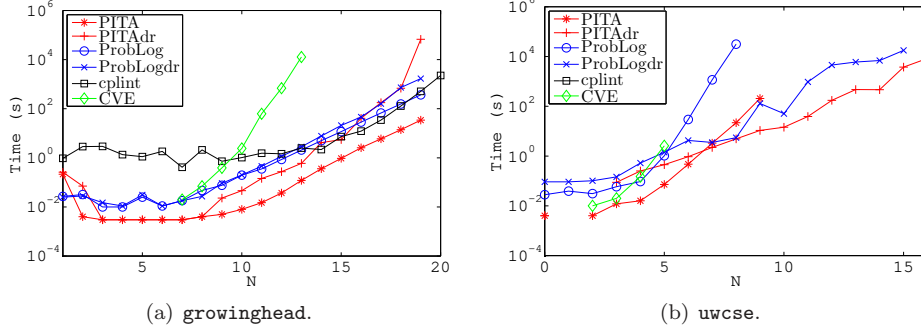 10^6
10^4
10^2
10^0
10^-2
10^-4
Time (s)
PITA
PITAdr
ProbLog
ProbLogdr
cplint
CVE
5
10
15
20
N
(a) growinghead.
10^6
10^4
10^2
10^0
10^-2
10^-4
Time (s)
PITA
PITAdr
ProbLog
ProbLogdr
cplint
CVE
0
5
10
15
N
(b) uwcse.